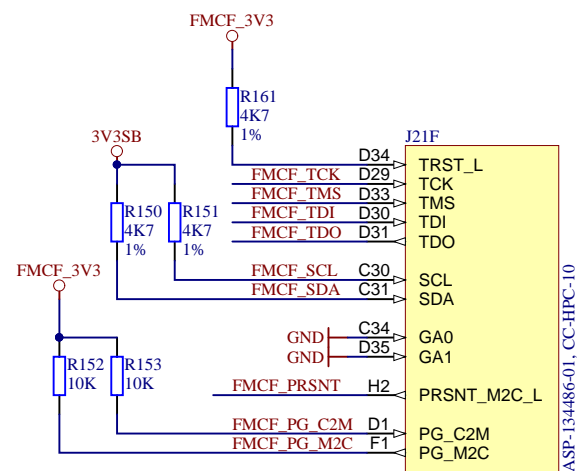 FMCF_3V3
R161
4K7
1%
3V3SB
J21F
D34 TRST_L
FMCF_TCK D29 TCK
FMCF_TMS D33 TMS
FMCF_TDI D30 TDI
FMCF_TDO D31 TDO
R150 R151
4K7 4K7
1% 1%
FMCF_SCL C30 SCL
FMCF_SDA C31 SDA
FMCF_3V3
GND C34 GA0
GND D35 GA1
R152 R153
10K 10K
FMCF_PRSNT H2 PRSNT_M2C_L
FMCF_PG_C2M D1 PG_C2M
FMCF_PG_M2C F1 PG_M2C
ASP-134486-01, CC-HPC-10